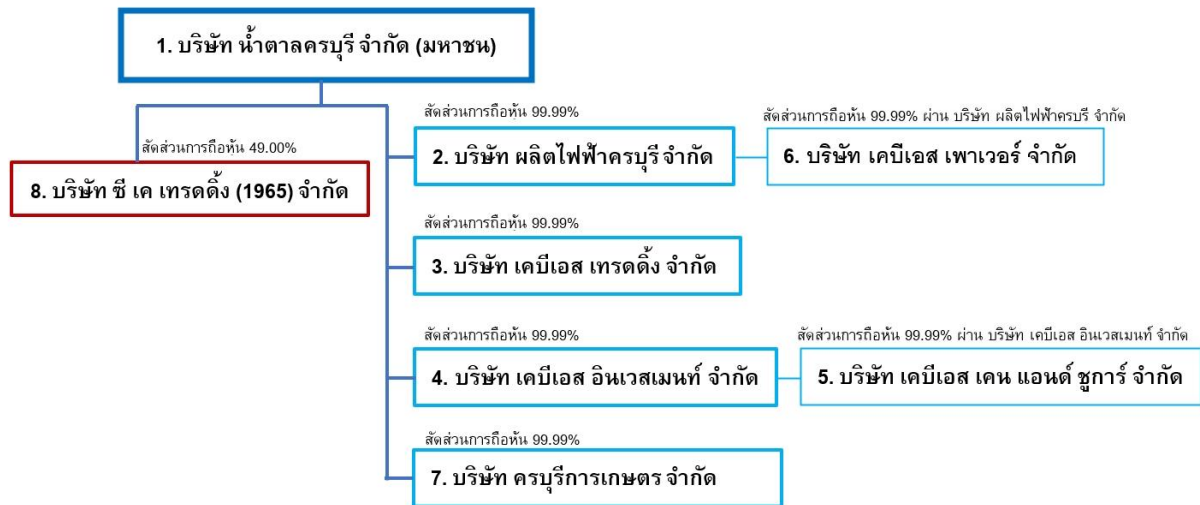 1. บริษัท น้ำตาลครบุรี จำกัด (มหาชน)
สัดส่วนการถือหุ้น 49.00%
8. บริษัท ซี เค เทรดดิ้ง (1965) จำกัด
สัดส่วนการถือหุ้น 99.99%
2. บริษัท ผลิตไฟฟ้าครบุรี จำกัด
สัดส่วนการถือหุ้น 99.99% ผ่าน บริษัท ผลิตไฟฟ้าครบรี จำกัด
6. บริษัท เคบีเอส เพาเวอร์ จำกัด
สัดส่วนการถือหุ้น 99.99%
3. บริษัท เคบีเอส เทรดดิ้ง จำกัด
สัดส่วนการถือหุ้น 99.99%
4. บริษัท เคบีเอส อินเวสเมนท์ จำกัด
สัดส่วนการถือหุ้น 99.99% ผ่าน บริษัท เคบีเอส อินเวสเมนท์ จำกัด
5. บริษัท เคบีเอส เคน แอนด์ ชูการ์ จำกัด
สัดส่วนการถือหุ้น 99.99%
7. บริษัท ครบุรีการเกษตร จำกัด